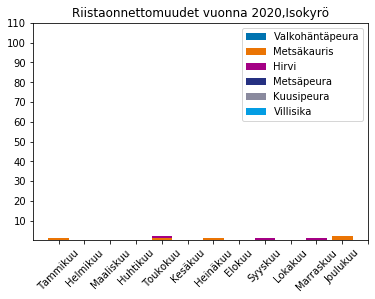 Riistaonnettomuudet vuonna 2020,Isokyrö
110
100
90
80
70
60
50
40
30
20
10
Valkohäntäpeura
Metsäkauris
Hirvi
Metsäpeura
Kuusipeura
Villisika
Tammikuu
Helmikuu
Maaliskuu
Huhtikuu
Toukokuu
Kesäkuu
Heinäkuu
Elokuu
Syyskuu
Lokakuu
Marraskuu
Joulukuu